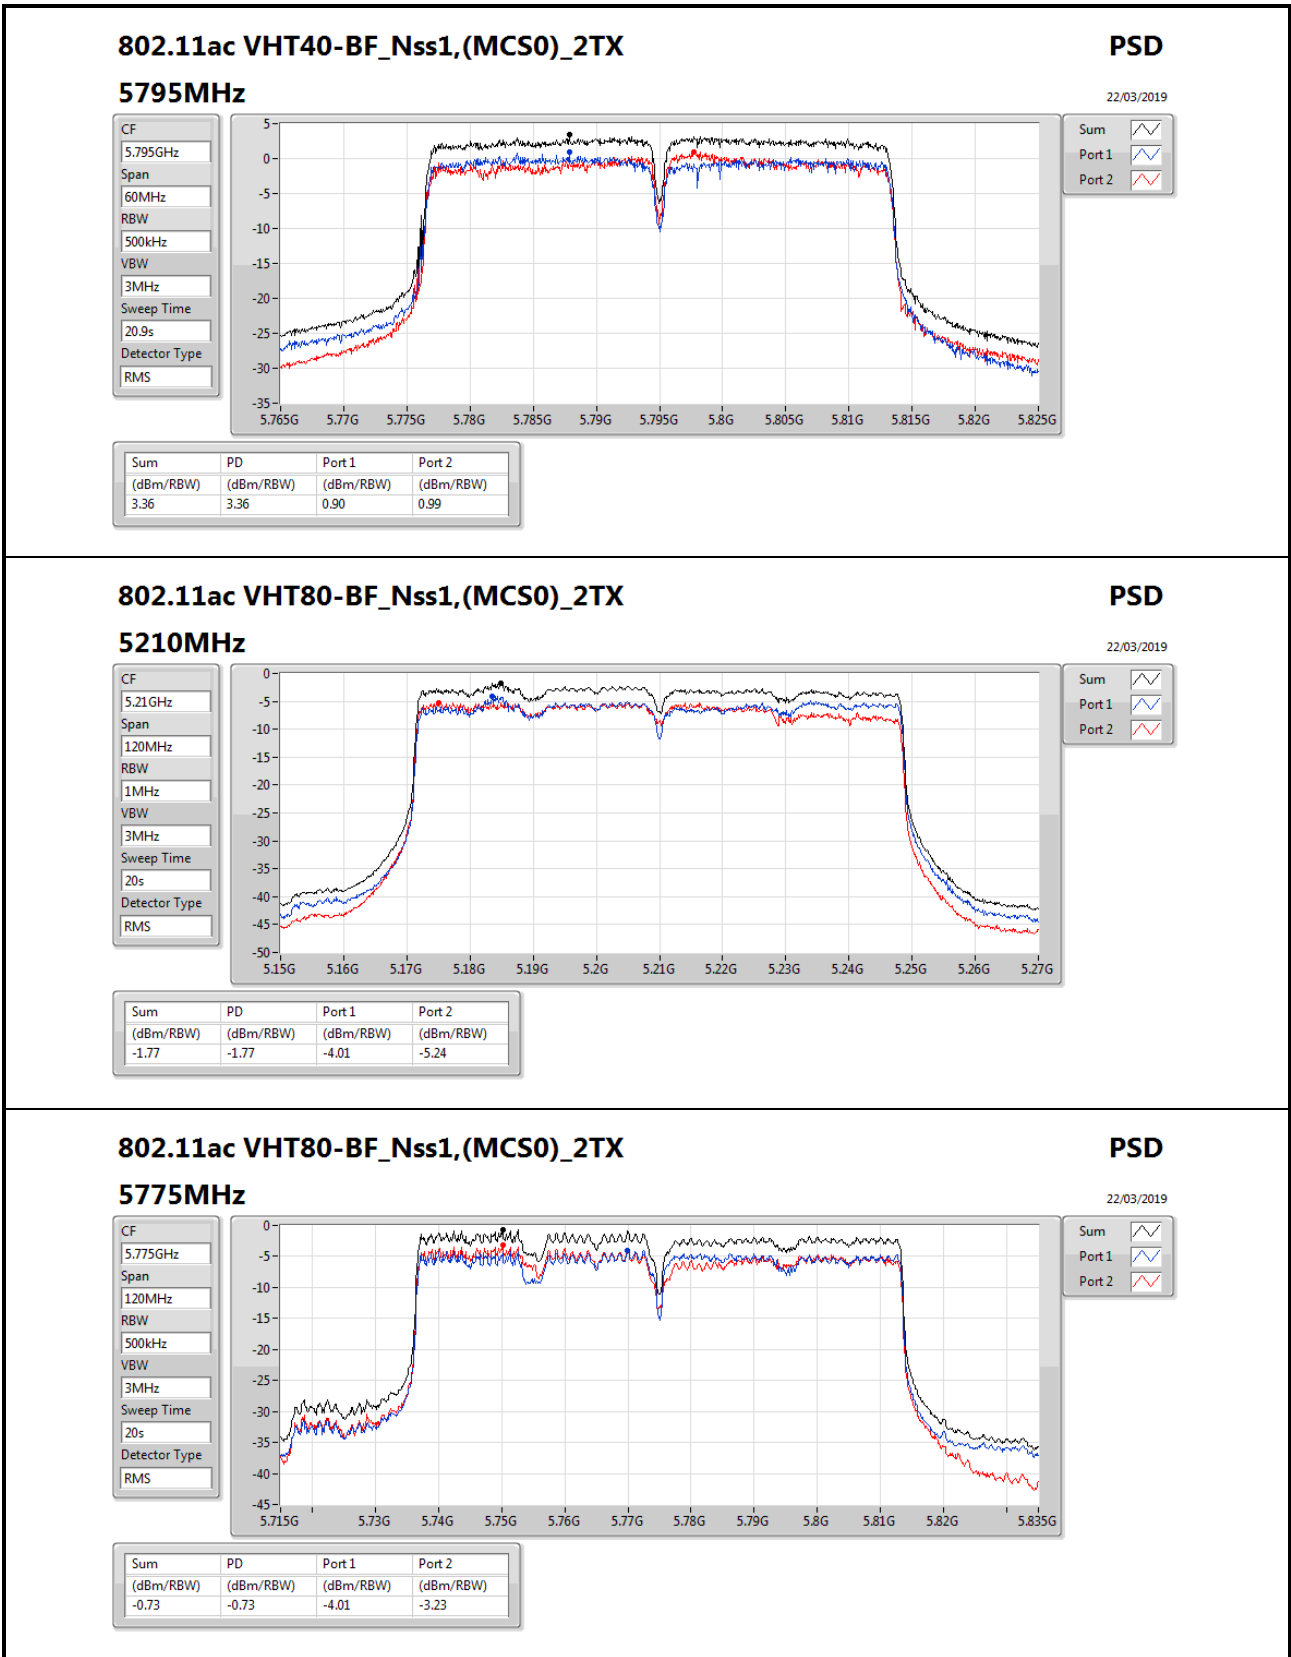 802.11ac VHT40-BF_Nss1,(MCS0)_2TX PSD
5795MHz 22/03/2019
CF
5.795GHz
Span
60MHz
RBW
500kHz
VBW
3MHz
Sweep Time
20.9s
Detector Type
RMS
5
0
-5
-10
-15
-20
-25
-30
-35
5.765G 5.77G 5.775G 5.78G 5.785G 5.79G 5.795G 5.8G 5.805G 5.81G 5.815G 5.82G 5.825G
Sum
Port 1
Port 2
Sum PD Port 1 Port 2
(dBm/RBW) (dBm/RBW) (dBm/RBW) (dBm/RBW)
3.36 3.36 0.90 0.99
802.11ac VHT80-BF_Nss1,(MCS0)_2TX PSD
5210MHz 22/03/2019
CF
5.21GHz
Span
120MHz
RBW
1MHz
VBW
3MHz
Sweep Time
20s
Detector Type
RMS
0
-5
-10
-15
-20
-25
-30
-35
-40
-45
-50
5.15G 5.16G 5.17G 5.18G 5.19G 5.2G 5.21G 5.22G 5.23G 5.24G 5.25G 5.26G 5.27G
Sum
Port 1
Port 2
Sum PD Port 1 Port 2
(dBm/RBW) (dBm/RBW) (dBm/RBW) (dBm/RBW)
-1.77 -1.77 -4.01 -5.24
802.11ac VHT80-BF_Nss1,(MCS0)_2TX PSD
5775MHz 22/03/2019
CF
5.775GHz
Span
120MHz
RBW
500kHz
VBW
3MHz
Sweep Time
20s
Detector Type
RMS
0
-5
-10
-15
-20
-25
-30
-35
-40
-45
5.715G 5.73G 5.74G 5.75G 5.76G 5.77G 5.78G 5.79G 5.8G 5.81G 5.82G 5.835G
Sum
Port 1
Port 2
Sum PD Port 1 Port 2
(dBm/RBW) (dBm/RBW) (dBm/RBW) (dBm/RBW)
-0.73 -0.73 -4.01 -3.23